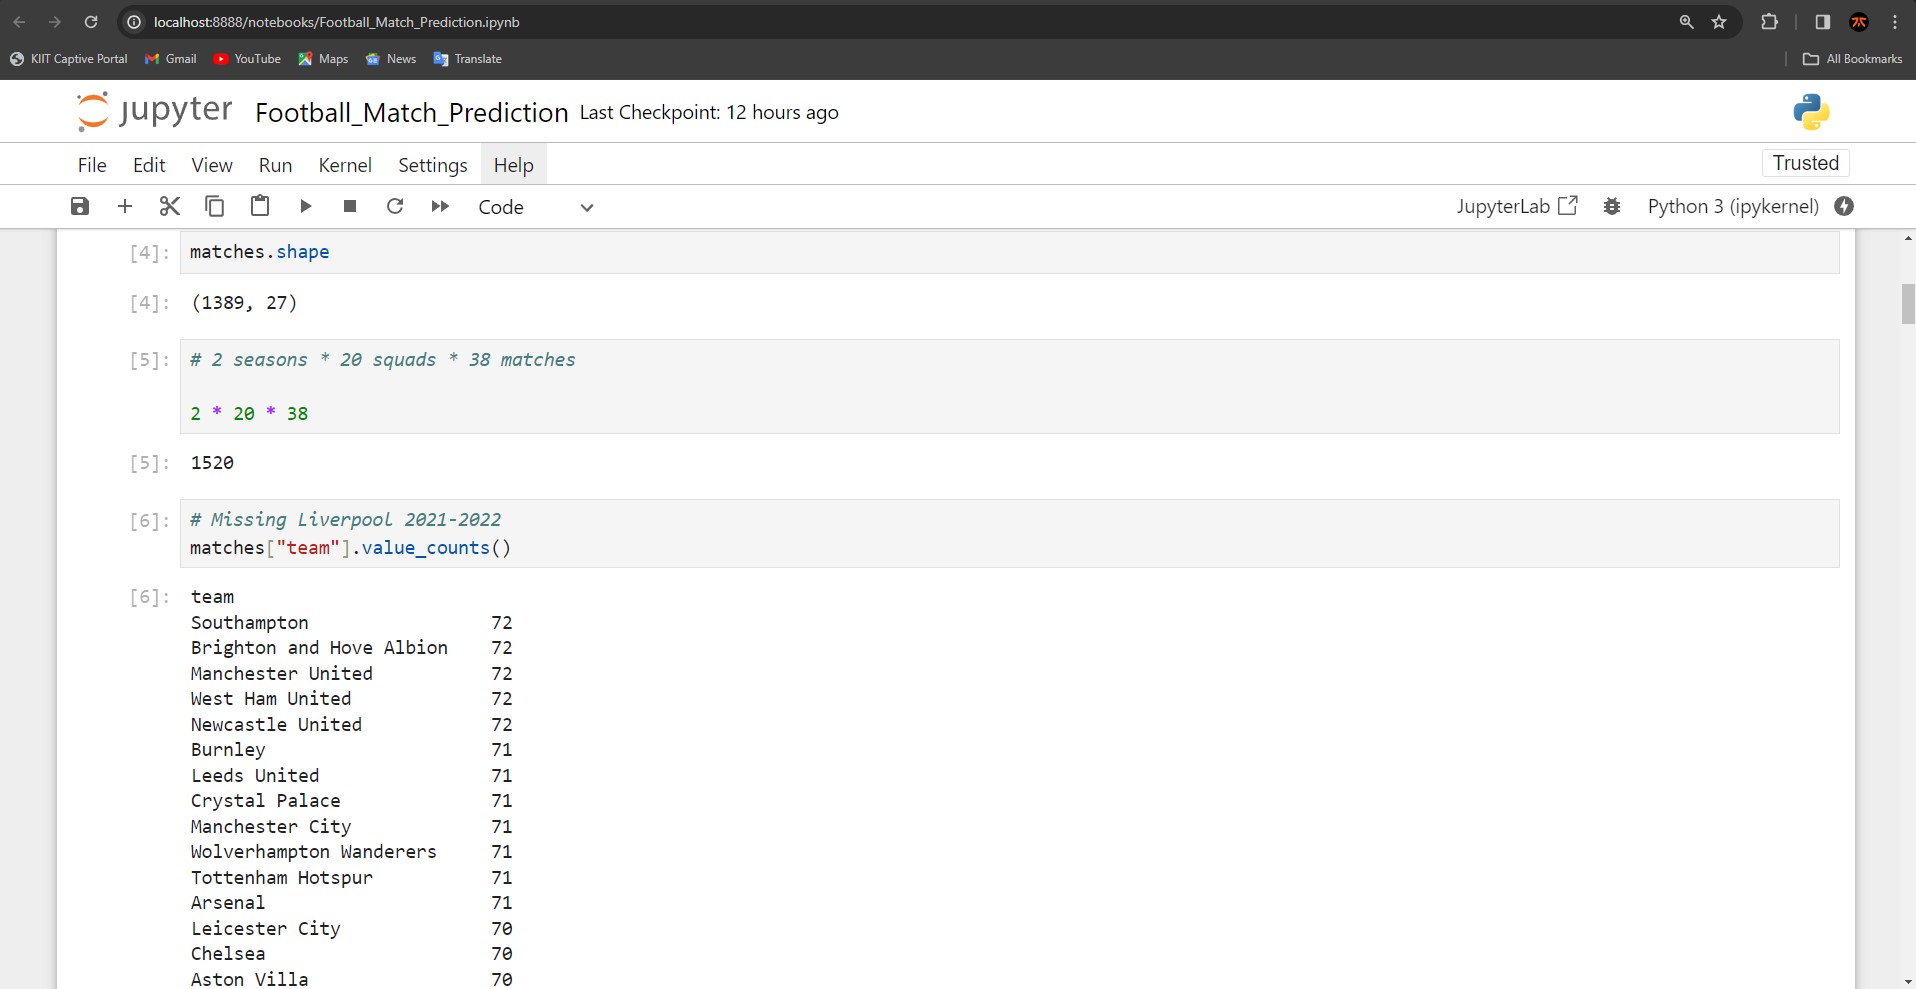 localhost:8888/notebooks/Football_Match_Prediction.ipynb
KIIT Captive Portal Gmail YouTube Maps News Translate All Bookmarks
jupyter Football_Match_Prediction Last Checkpoint: 12 hours ago
File Edit View Run Kernel Settings Help Trusted
Code JupyterLab Python 3 (ipykernel)
[4]: matches.shape
[4]: (1389, 27)
[5]: # 2 seasons * 20 squads * 38 matches
2 * 20 * 38
[5]: 1520
[6]: # Missing Liverpool 2021-2022
matches["team"].value_counts()
[6]: team
Southampton 72
Brighton and Hove Albion 72
Manchester United 72
West Ham United 72
Newcastle United 72
Burnley 71
Leeds United 71
Crystal Palace 71
Manchester City 71
Wolverhampton Wanderers 71
Tottenham Hotspur 71
Arsenal 71
Leicester City 70
Chelsea 70
Aston Villa 70